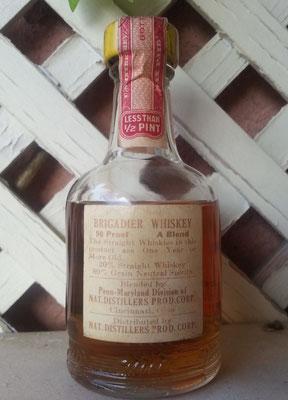 LESS THAN
½ PINT
BRIGADIER WHISKEY
90 Proof A Blend
The Straight Whiskies in this
product are One Year or
More Old.
20% Straight Whiskey
80% Grain Neutral Spirits
Blended by
Penn-Maryland Division of
NAT. DISTILLERS PROD. CORP.
Cincinnati, Ohio
Distributed by
NAT. DISTILLERS PROD. CORP.